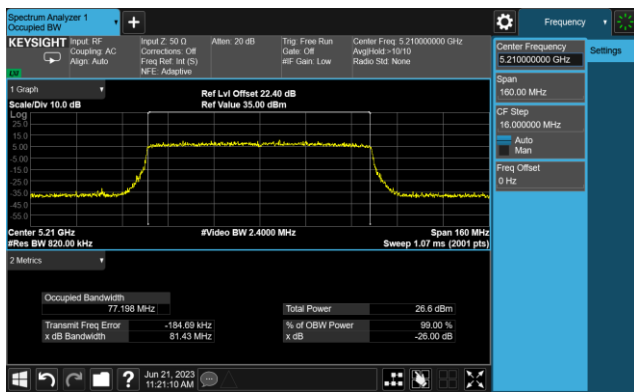 Spectrum Analyzer 1
Occupied BW
Frequency
KEYSIGHT
Input: RF
Coupling: AC
Align: Auto
Input Z: 50 Ω
Corrections: Off
Freq Ref: Int (S)
NFE: Adaptive
Atten: 20 dB
Trig: Free Run
Gate: Off
#IF Gain: Low
Center Freq: 5.210000000 GHz
Avg|Hold:>10/10
Radio Std: None
Center Frequency
5.210000000 GHz
Settings
Span
160.00 MHz
CF Step
16.000000 MHz
Auto
Man
Freq Offset
0 Hz
1 Graph
Ref Lvl Offset 22.40 dB
Scale/Div 10.0 dB
Ref Value 35.00 dBm
Log
25.0
15.0
5.00
-5.00
-15.0
-25.0
-35.0
-45.0
-55.0
Center 5.21 GHz
#Video BW 2.4000 MHz
Span 160 MHz
#Res BW 820.00 kHz
Sweep 1.07 ms (2001 pts)
2 Metrics
Occupied Bandwidth
77.198 MHz
Total Power
26.6 dBm
Transmit Freq Error
-184.69 kHz
% of OBW Power
99.00 %
x dB Bandwidth
81.43 MHz
x dB
-26.00 dB
?
Jun 21, 2023
11:21:10 AM